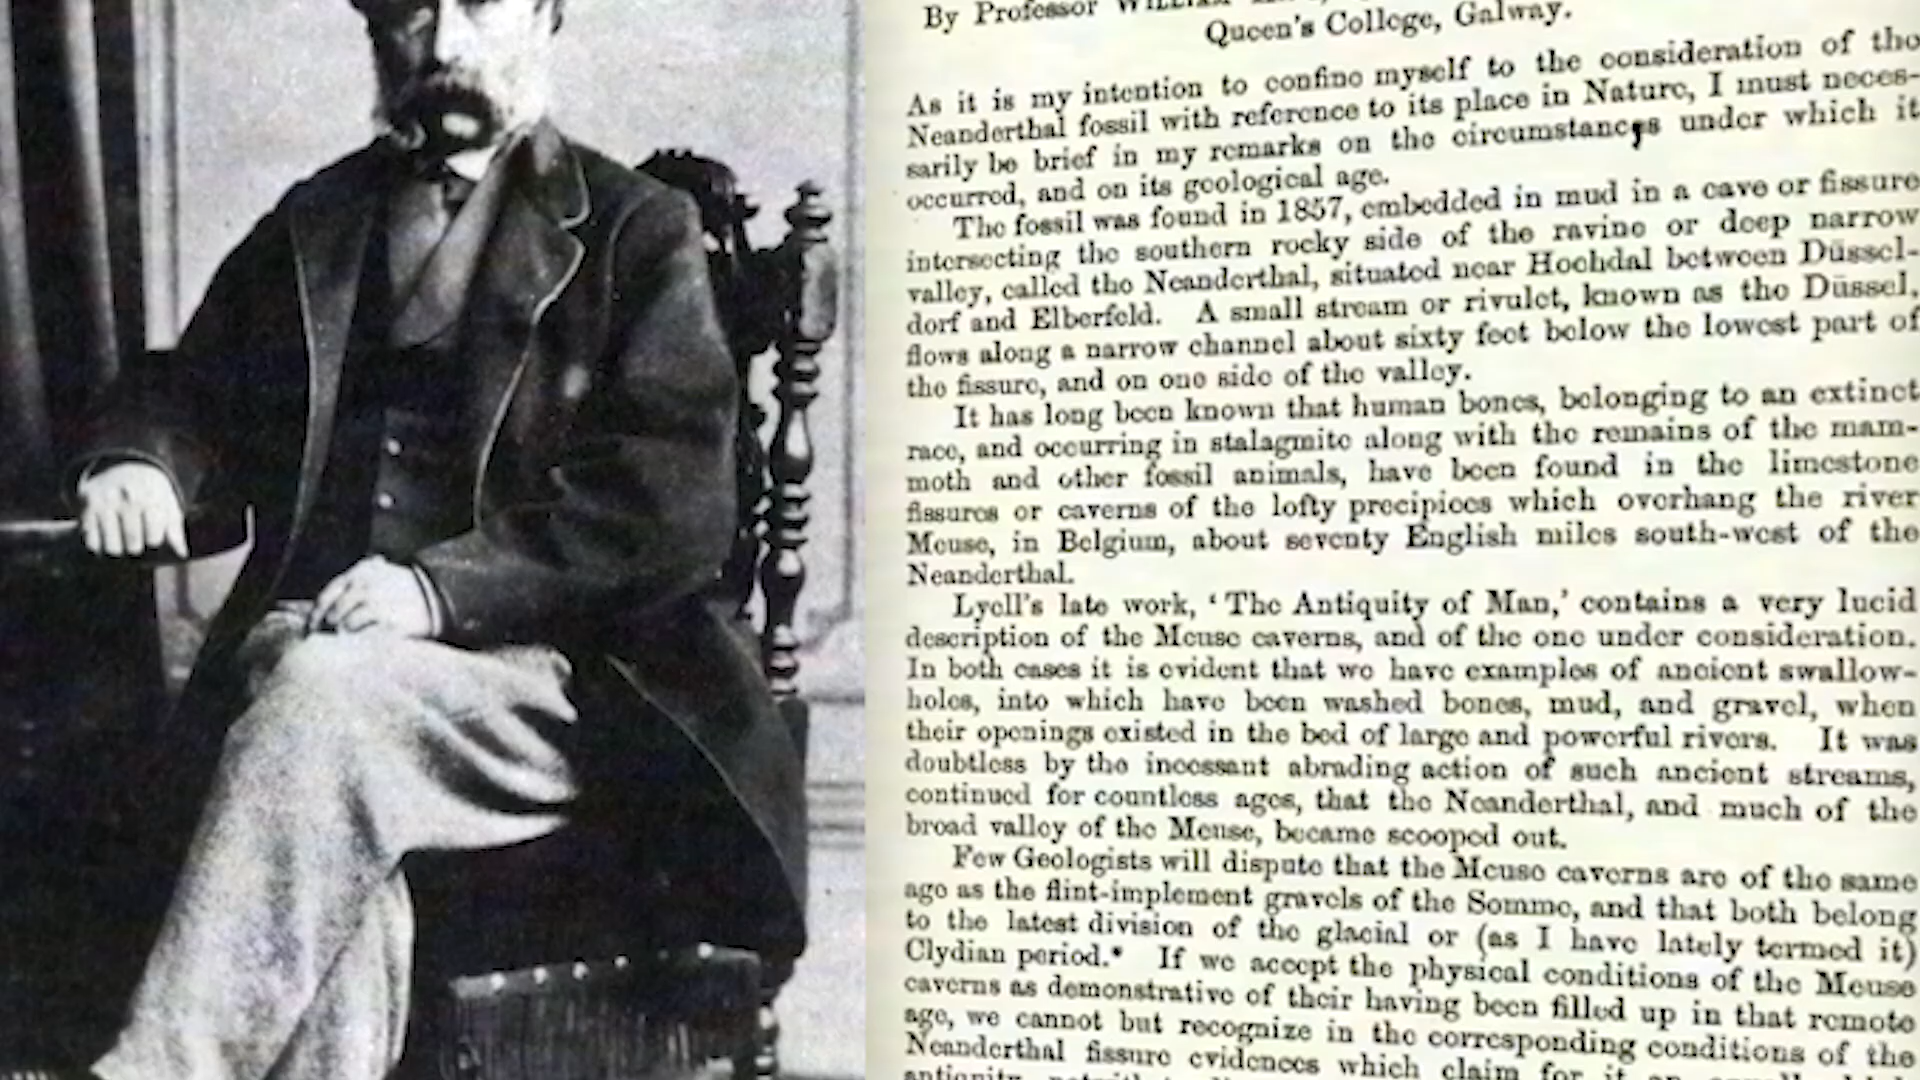 By Professor WILLIAM
Queen's College, Galway.
As it is my intention to confine myself to the consideration of the
Neanderthal fossil with reference to its place in Nature, I must neces-
sarily be brief in my remarks on the circumstances under which it
occurred, and on its geological age.
The fossil was found in 1857, embedded in mud in a cave or fissure
intersecting the southern rocky side of the ravine or deep narrow
valley, called the Neanderthal, situated near Hochdal between Düssel-
dorf and Elberfeld. A small stream or rivulet, known as the Düssel,
flows along a narrow channel about sixty feet below the lowest part of
the fissure, and on one side of the valley.
It has long been known that human bones, belonging to an extinct
race, and occurring in stalagmite along with the remains of the mam-
moth and other fossil animals, have been found in the limestone
fissures or caverns of the lofty precipices which overhang the river
Meuse, in Belgium, about seventy English miles south-west of the
Neanderthal.
Lyell's late work, 'The Antiquity of Man,' contains a very lucid
description of the Meuse caverns, and of the one under consideration.
In both cases it is evident that we have examples of ancient swallow-
holes, into which have been washed bones, mud, and gravel, when
their openings existed in the bed of large and powerful rivers. It was
doubtless by the incessant abrading action of such ancient streams,
continued for countless ages, that the Neanderthal, and much of the
broad valley of the Meuse, became scooped out.
Few Geologists will dispute that the Meuse caverns are of the same
age as the flint-implement gravels of the Somme, and that both belong
to the latest division of the glacial or (as I have lately termed it)
Clydian period.* If we accept the physical conditions of the Meuse
caverns as demonstrative of their having been filled up in that remote
age, we cannot but recognize in the corresponding conditions of the
Neanderthal fissure evidences which claim for it an
antiquity